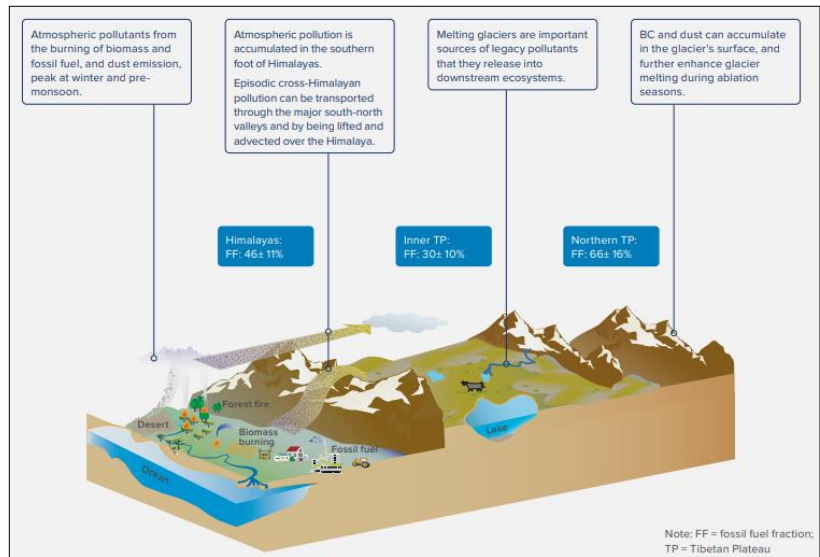 Atmospheric pollutants from
the burning of biomass and
fossil fuel, and dust emission,
peak at winter and pre-
monsoon.
Atmospheric pollution is
accumulated in the southern
foot of Himalayas.
Episodic cross-Himalayan
pollution can be transported
through the major south-north
valleys and by being lifted and
advected over the Himalaya.
Melting glaciers are important
sources of legacy pollutants
that they release into
downstream ecosystems.
BC and dust can accumulate
in the glacier's surface, and
further enhance glacier
melting during ablation
seasons.
Himalayas:
FF: 46± 11%
Inner TP:
FF: 30± 10%
Northern TP:
FF: 66± 16%
Forest fire
Desert
Biomass
burning
Fossil fuel
Lake
Ocean
Note: FF = fossil fuel fraction;
TP = Tibetan Plateau